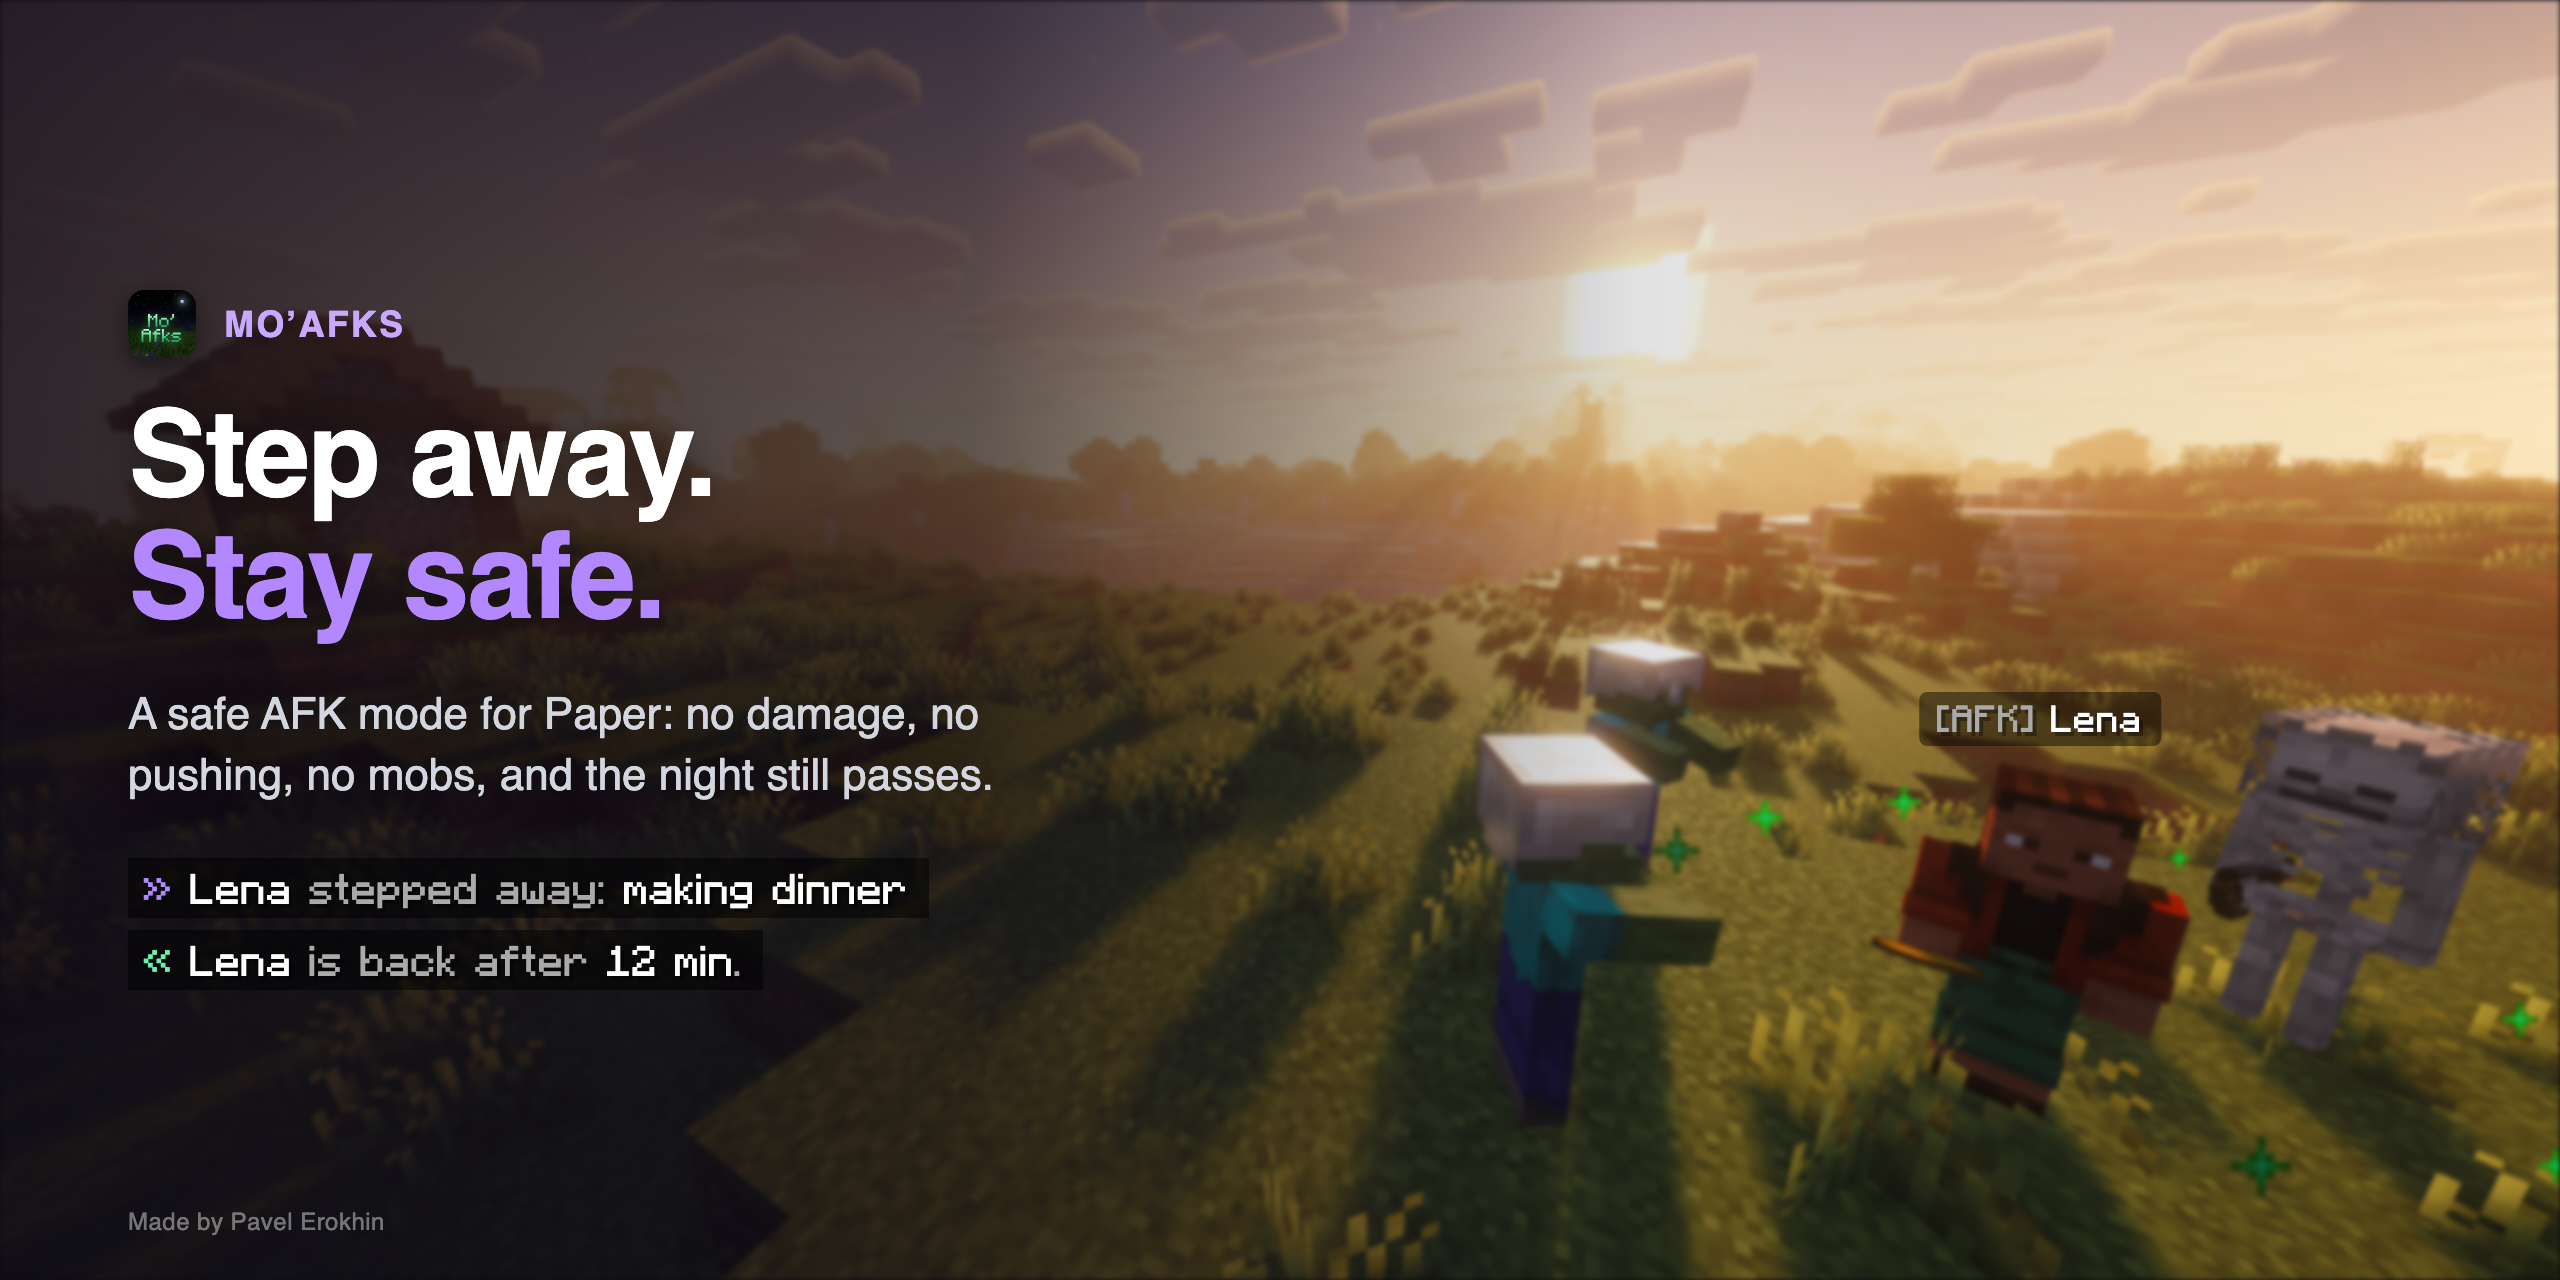 Mo'
Afks
MO’AFKS
Step away.
Stay safe.
A safe AFK mode for Paper: no damage, no
pushing, no mobs, and the night still passes.
» Lena stepped away: making dinner
« Lena is back after 12 min.
[AFK] Lena
Made by Pavel Erokhin